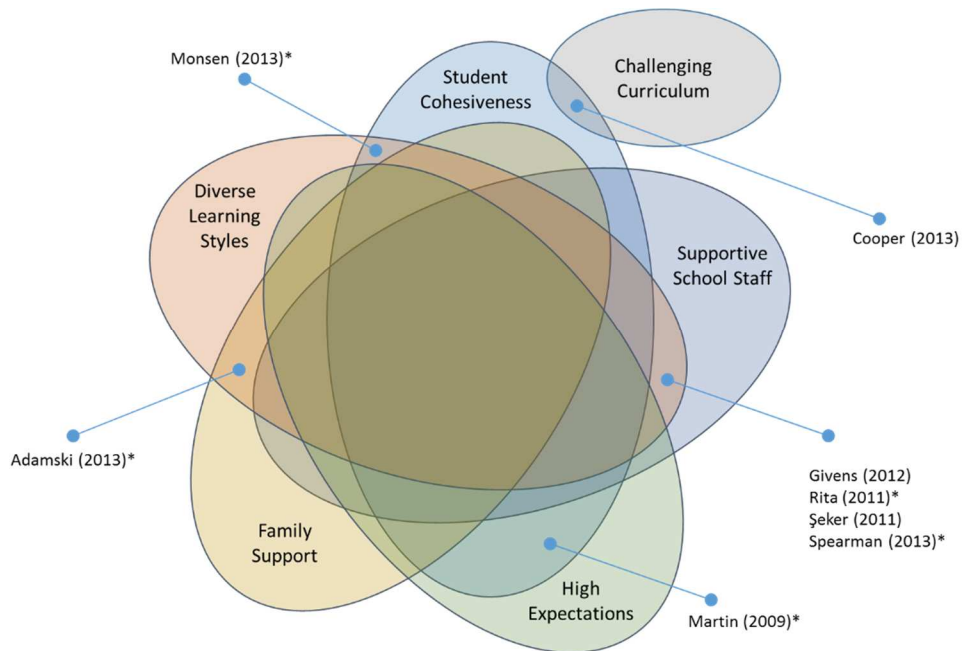 Monsen (2013)*
Student
Cohesiveness
Challenging
Curriculum
Diverse
Learning
Styles
Cooper (2013)
Supportive
School Staff
Adamski (2013)*
Givens (2012)
Rita (2011)*
Şeker (2011)
Spearman (2013)*
Family
Support
High
Expectations
Martin (2009)*